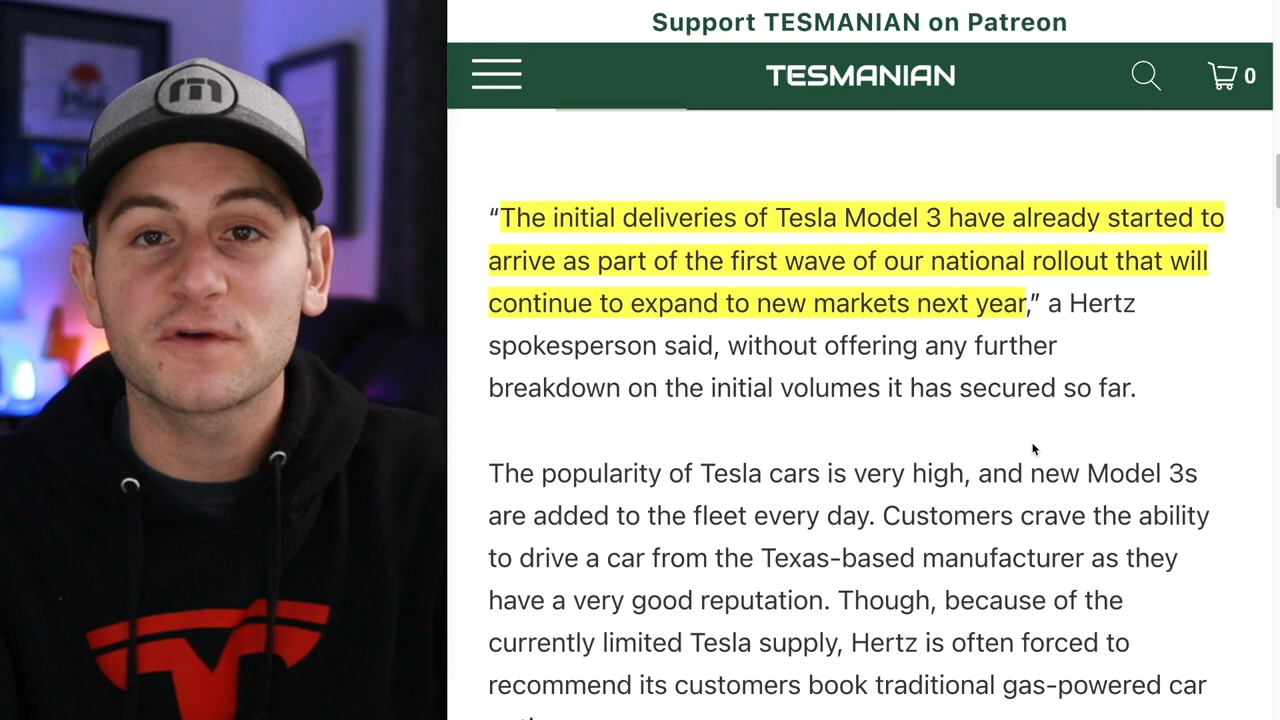 Support TESMANIAN on Patreon
TESMANIAN
0
“The initial deliveries of Tesla Model 3 have already started to
arrive as part of the first wave of our national rollout that will
continue to expand to new markets next year,” a Hertz
spokesperson said, without offering any further
breakdown on the initial volumes it has secured so far.
The popularity of Tesla cars is very high, and new Model 3s
are added to the fleet every day. Customers crave the ability
to drive a car from the Texas-based manufacturer as they
have a very good reputation. Though, because of the
currently limited Tesla supply, Hertz is often forced to
recommend its customers book traditional gas-powered car